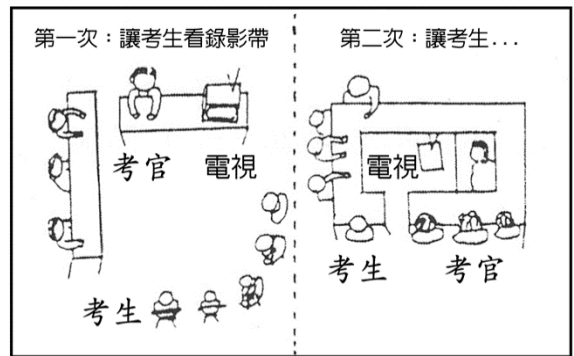 第一次：讓考生看錄影帶
考官
電視
考生
第二次：讓考生...
電視
考生
考官